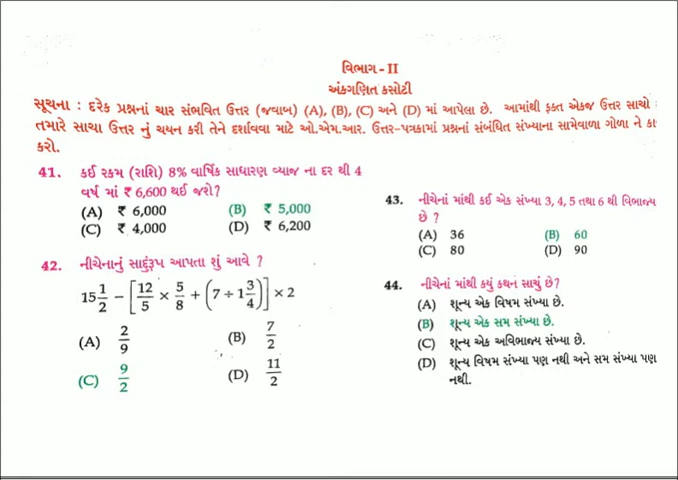 વિભાગ - II
અંકગણિત કસોટી
સૂચના : દરેક પ્રશ્નનાં ચાર સંભવિત ઉત્તર (જવાબ) (A), (B), (C) અને (D) માં આપેલા છે. આમાંથી ફક્ત એકજ ઉત્તર સાચો
તમારે સાચા ઉત્તર નું ચયન કરી તેને દર્શાવવા માટે ઓ.એમ.આર. ઉત્તર-પત્રકામાં પ્રશ્નનાં સંબંધિત સંખ્યાના સામેવાળા ગોળા ને કા
કરો.
41. કઈ રકમ (રાશિ) 8% વાર્ષિક સાધારણ વ્યાજ ના દર થી 4
વર્ષ માં ₹ 6,600 થઈ જશે?
(A) ₹ 6,000 (B) ₹ 5,000
(C) ₹ 4,000 (D) ₹ 6,200
42. નીચેનાનું સાદુંરૂપ આપતા શું આવે ?
15 1/2 − [12/5 × 5/8 + (7 ÷ 1 3/4)] × 2
(A) 2/9 (B) 7/2
(C) 9/2 (D) 11/2
43. નીચેનાં માંથી કઈ એક સંખ્યા 3, 4, 5 તથા 6 થી વિભાજ્ય
છે ?
(A) 36 (B) 60
(C) 80 (D) 90
44. નીચેનાં માંથી કયું કથન સાચું છે?
(A) શૂન્ય એક વિષમ સંખ્યા છે.
(B) શૂન્ય એક સમ સંખ્યા છે.
(C) શૂન્ય એક અવિભાજ્ય સંખ્યા છે.
(D) શૂન્ય વિષમ સંખ્યા પણ નથી અને સમ સંખ્યા પણ
નથી.